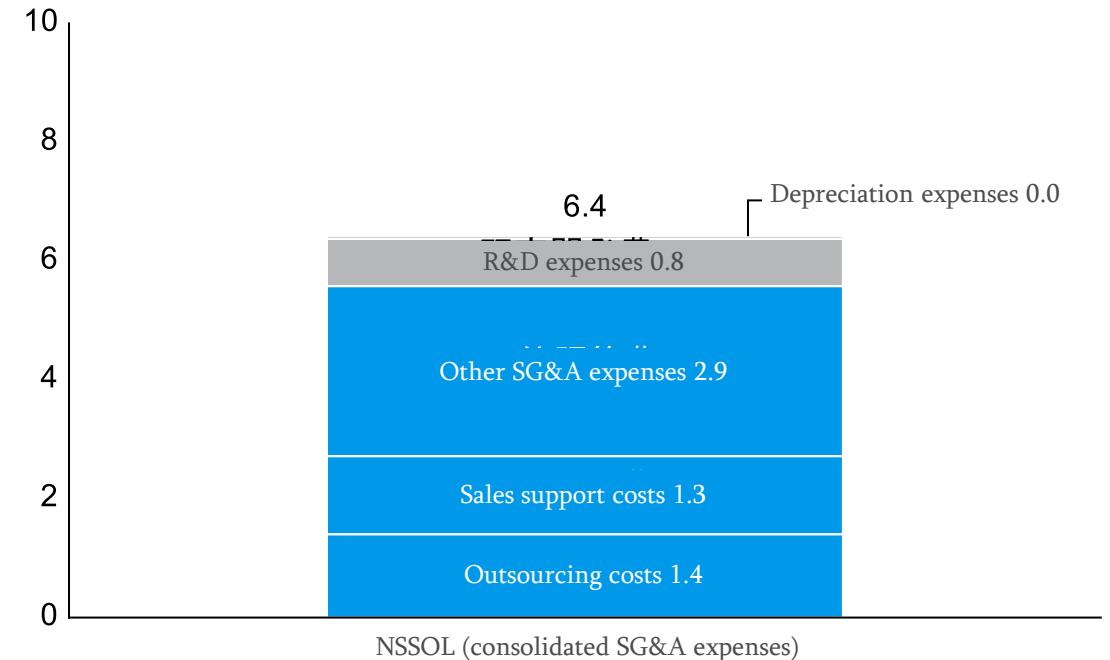 10
8
6.4
Depreciation expenses 0.0
6
R&D expenses 0.8
4
Other SG&A expenses 2.9
2
Sales support costs 1.3
Outsourcing costs 1.4
0
NSSOL (consolidated SG&A expenses)